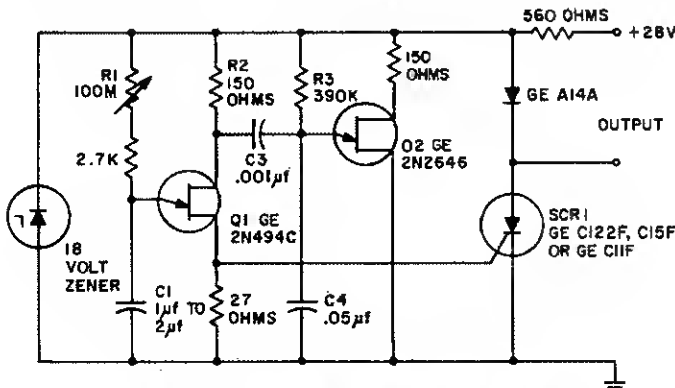 560 OHMS
+28V
R1
100M
2.7K
R2
150
OHMS
R3
390K
150
OHMS
GE A14A
OUTPUT
C3
.001µf
Q2 GE
2N2646
Q1 GE
2N494C
SCR1
GE C122F, C15F
OR GE C11F
18
VOLT
ZENER
C1
1µf TO
2µf
27
OHMS
C4
.05µf